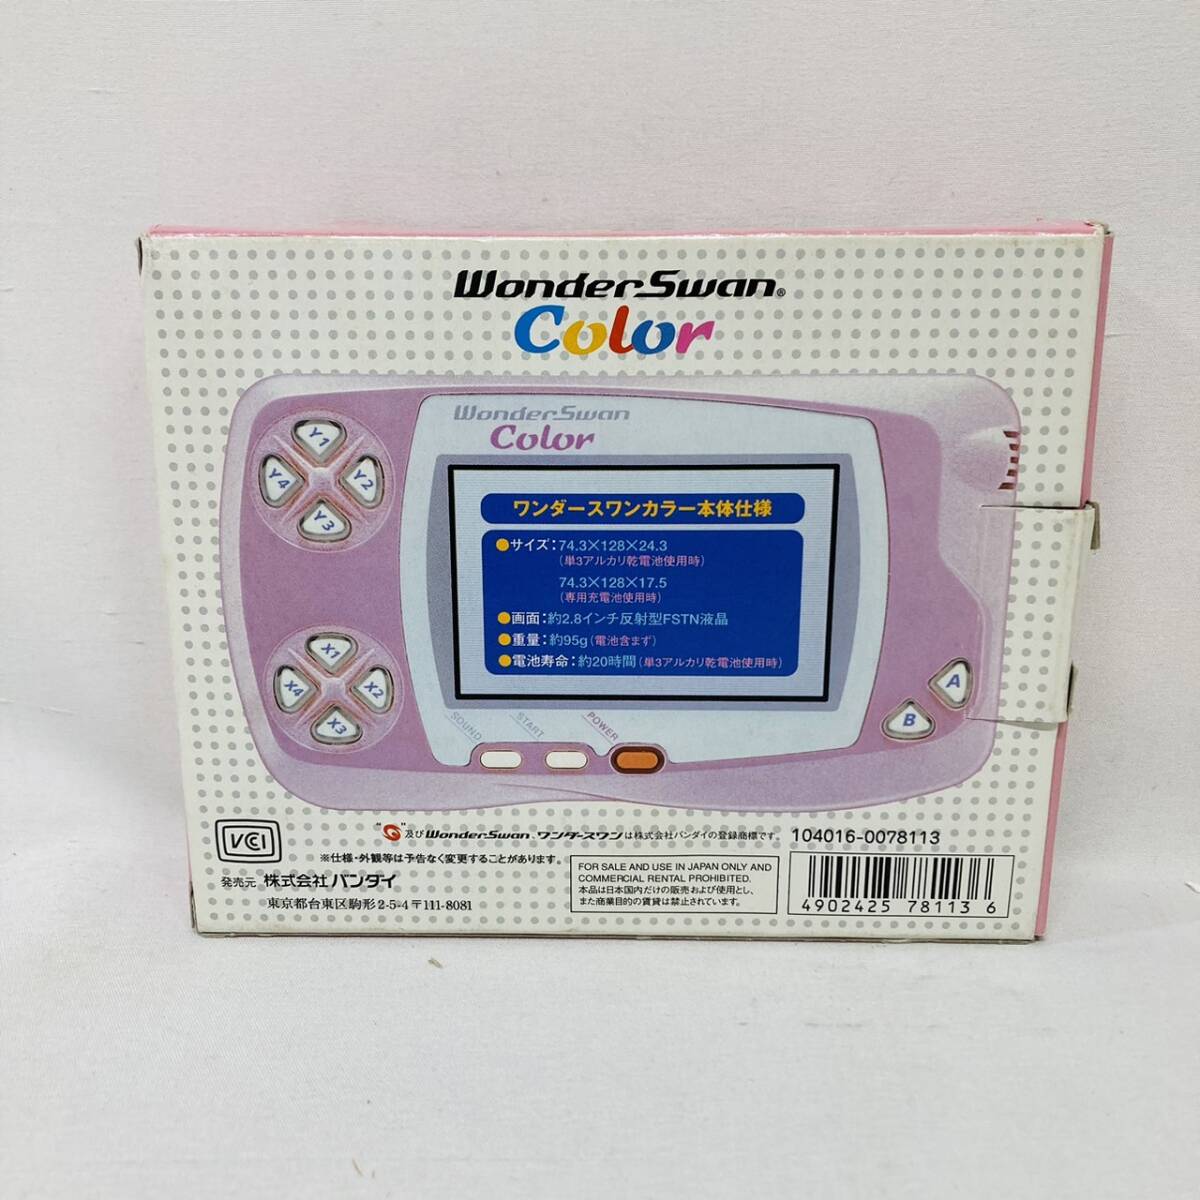 WonderSwan®
Color
WonderSwan
Color
Y1
Y4
Y2
Y3
X1
X4
X2
X3
ワンダースワンカラー本体仕様
●サイズ：74.3×128×24.3
(単3アルカリ乾電池使用時)
74.3×128×17.5
(専用充電池使用時)
●画面：約2.8インチ反射型FSTN液晶
●重量：約95g(電池含まず)
●電池寿命：約20時間(単3アルカリ乾電池使用時)
A
B
SOUND
START
POWER
VCI
"G"及びWonderSwan、ワンダースワンは株式会社バンダイの登録商標です。
104016-0078113
※仕様・外観等は予告なく変更することがあります。
発売元 株式会社バンダイ
東京都台東区駒形2-5-4〒111-8081
FOR SALE AND USE IN JAPAN ONLY AND
COMMERCIAL RENTAL PROHIBITED.
本品は日本国内だけの販売および使用とし、
また商業目的の賃貸は禁止されています。
4902425 78113 6